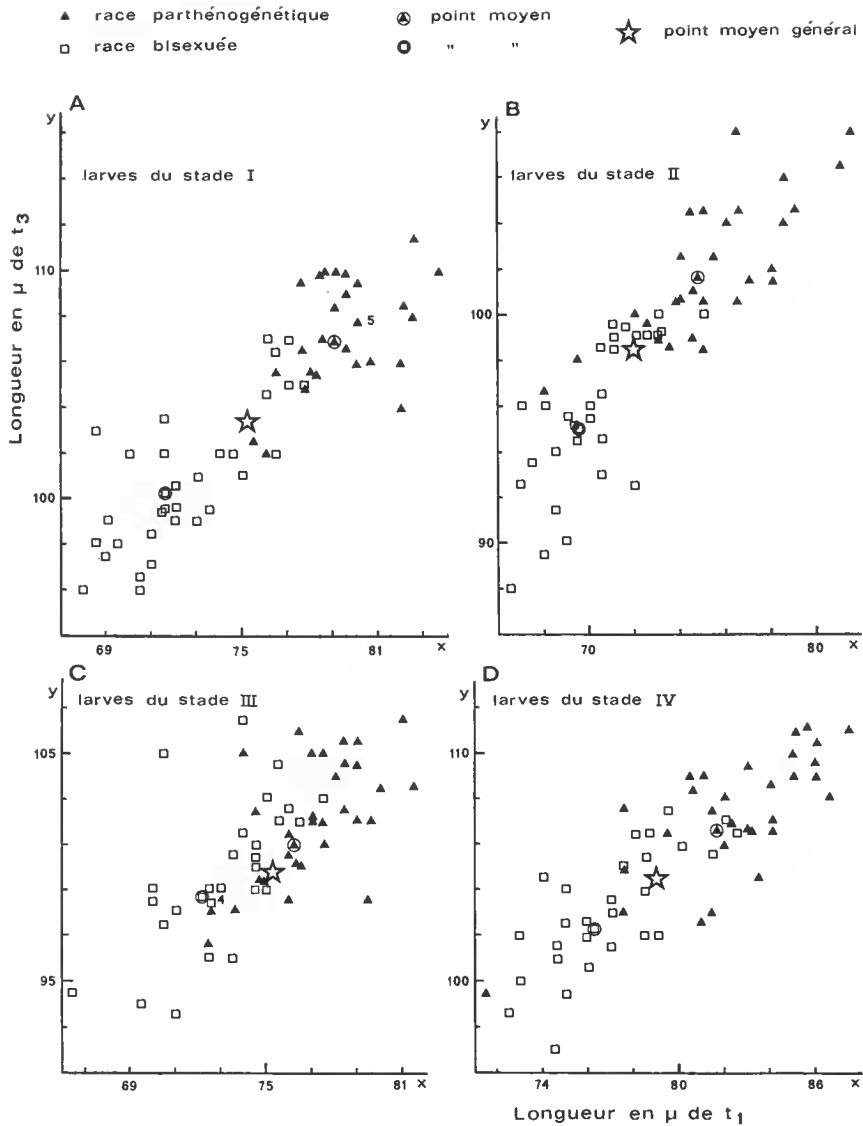 ▲ race parthénogénétique
point moyen
point moyen général
□ race bisexuée
" "
A
y
larves du stade I
Longueur en μ de t3
110
100
5
69
75
81
x
B
y
larves du stade II
100
90
70
80
x
C
y
larves du stade III
105
95
4
69
75
81
x
D
y
larves du stade IV
110
100
74
80
86
x
Longueur en μ de t1